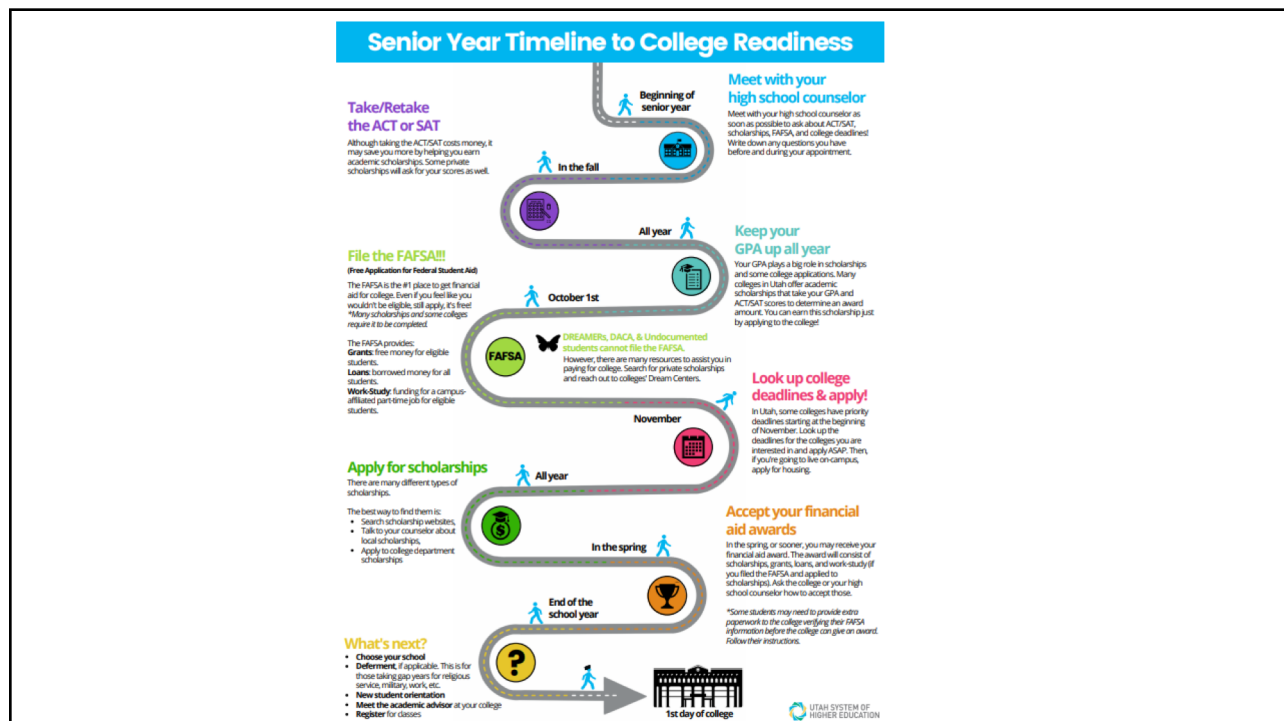 Senior Year Timeline to College Readiness
Beginning of
senior year
Meet with your
high school counselor
Meet with your high school counselor as
soon as possible to ask about ACT/SAT,
scholarships, FAFSA, and college deadlines!
Write down any questions you have
before and during your appointment.
Take/Retake
the ACT or SAT
Although taking the ACT/SAT costs money, it
may save you more by helping you earn
academic scholarships. Some private
scholarships will ask for your scores as well.
In the fall
All year
Keep your
GPA up all year
Your GPA plays a big role in scholarships
and some college applications. Many
colleges in Utah offer academic
scholarships that take your GPA and
ACT/SAT scores to determine an award
amount. You can earn this scholarship just
by applying to the college!
File the FAFSA!!!
(Free Application for Federal Student Aid)
The FAFSA is the #1 place to get financial
aid for college. Even if you feel like you
wouldn't be eligible, still apply, it's free!
*Many scholarships and some colleges
require it to be completed.
The FAFSA provides:
Grants: free money for eligible
students.
Loans: borrowed money for all
students.
Work-Study: funding for a campus-
affiliated part-time job for eligible
students.
October 1st
FAFSA
DREAMERs, DACA, & Undocumented
students cannot file the FAFSA.
However, there are many resources to assist you in
paying for college. Search for private scholarships
and reach out to colleges' Dream Centers.
November
Look up college
deadlines & apply!
In Utah, some colleges have priority
deadlines starting at the beginning
of November. Look up the
deadlines for the colleges you are
interested in and apply ASAP. Then,
if you're going to live on-campus,
apply for housing.
Apply for scholarships
There are many different types of
scholarships.
The best way to find them is:
• Search scholarship websites,
• Talk to your counselor about
local scholarships,
• Apply to college department
scholarships
All year
In the spring
Accept your financial
aid awards
In the spring, or sooner, you may receive your
financial aid award. The award will consist of
scholarships, grants, loans, and work-study (if
you filed the FAFSA and applied to
scholarships). Ask the college or your high
school counselor how to accept those.
*Some students may need to provide extra
paperwork to the college verifying their FAFSA
information before the college can give an award.
Follow their instructions.
End of the
school year
What's next?
• Choose your school
• Deferment, if applicable. This is for
those taking gap years for religious
service, military, work, etc.
• New student orientation
• Meet the academic advisor at your college
• Register for classes
?
1st day of college
UTAH SYSTEM OF
HIGHER EDUCATION